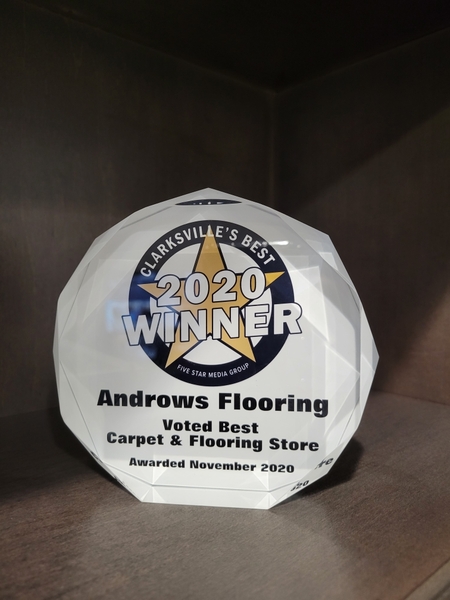 CLARKSVILLE'S BEST
2020
WINNER
FIVE STAR MEDIA GROUP
Androws Flooring
Voted Best
Carpet & Flooring Store
Awarded November 2020